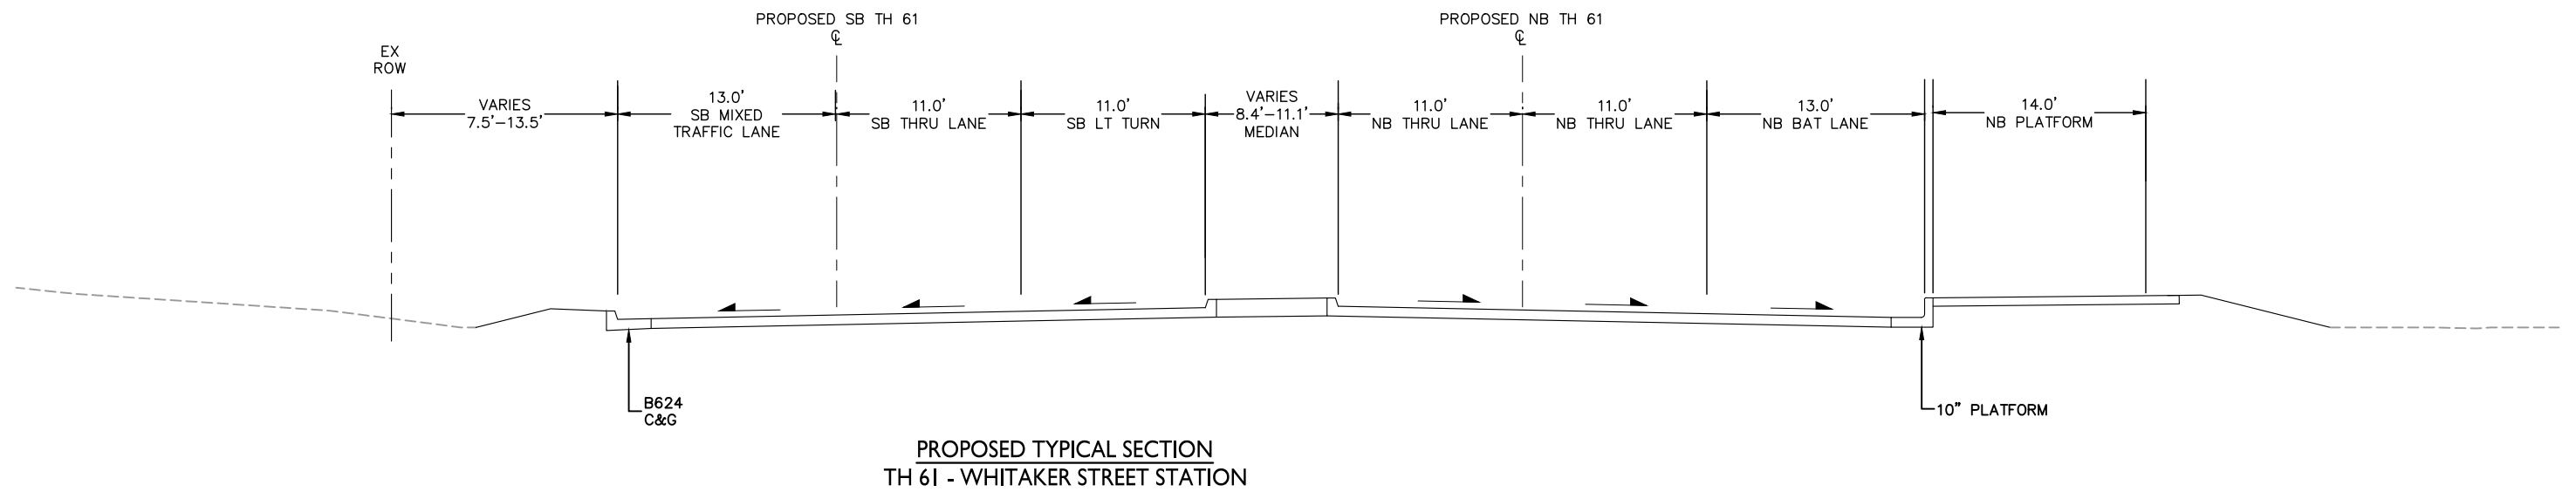 PROPOSED SB TH 61
℄
PROPOSED NB TH 61
℄
EX
ROW
VARIES
7.5'-13.5'
13.0'
SB MIXED
TRAFFIC LANE
11.0'
SB THRU LANE
11.0'
SB LT TURN
VARIES
8.4'-11.1'
MEDIAN
11.0'
NB THRU LANE
11.0'
NB THRU LANE
13.0'
NB BAT LANE
14.0'
NB PLATFORM
B624
C&G
10" PLATFORM
PROPOSED TYPICAL SECTION
TH 61 - WHITAKER STREET STATION